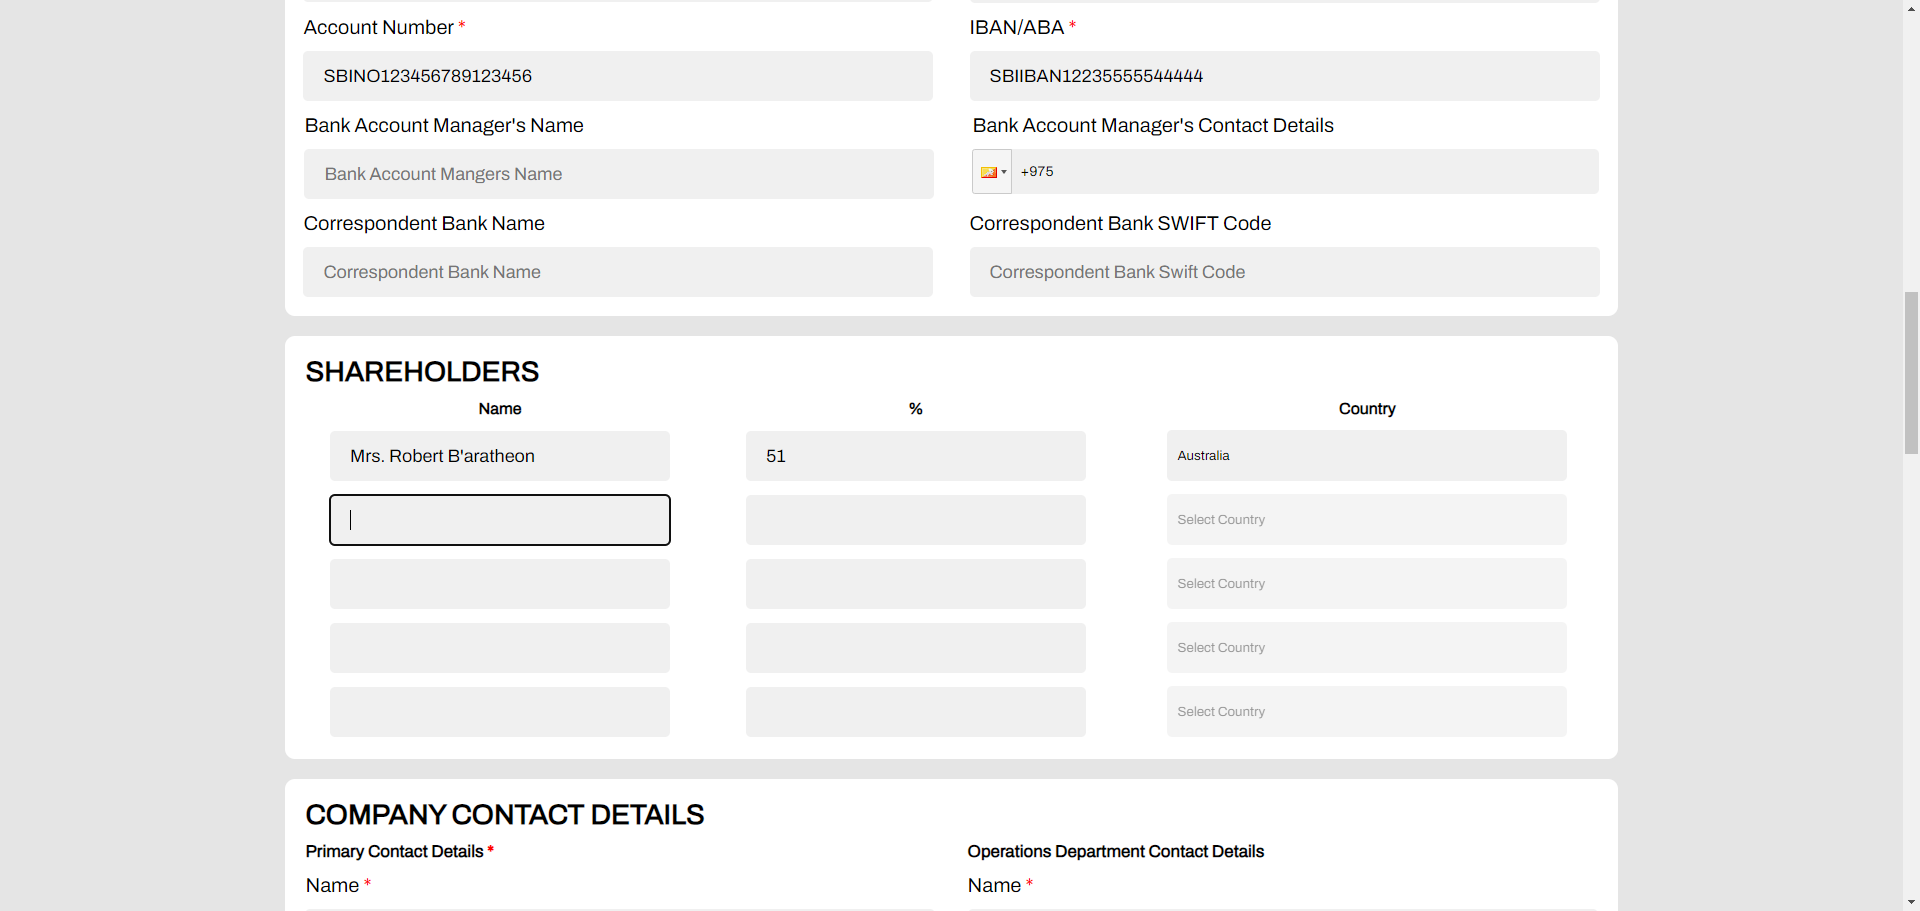 Account Number *
IBAN/ABA *
SBINO123456789123456
SBIIBAN12235555544444
Bank Account Manager's Name
Bank Account Manager's Contact Details
Bank Account Mangers Name
+975
Correspondent Bank Name
Correspondent Bank SWIFT Code
Correspondent Bank Name
Correspondent Bank Swift Code
SHAREHOLDERS
Name
%
Country
Mrs. Robert B'aratheon
51
Australia
Select Country
Select Country
Select Country
Select Country
COMPANY CONTACT DETAILS
Primary Contact Details *
Operations Department Contact Details
Name *
Name *